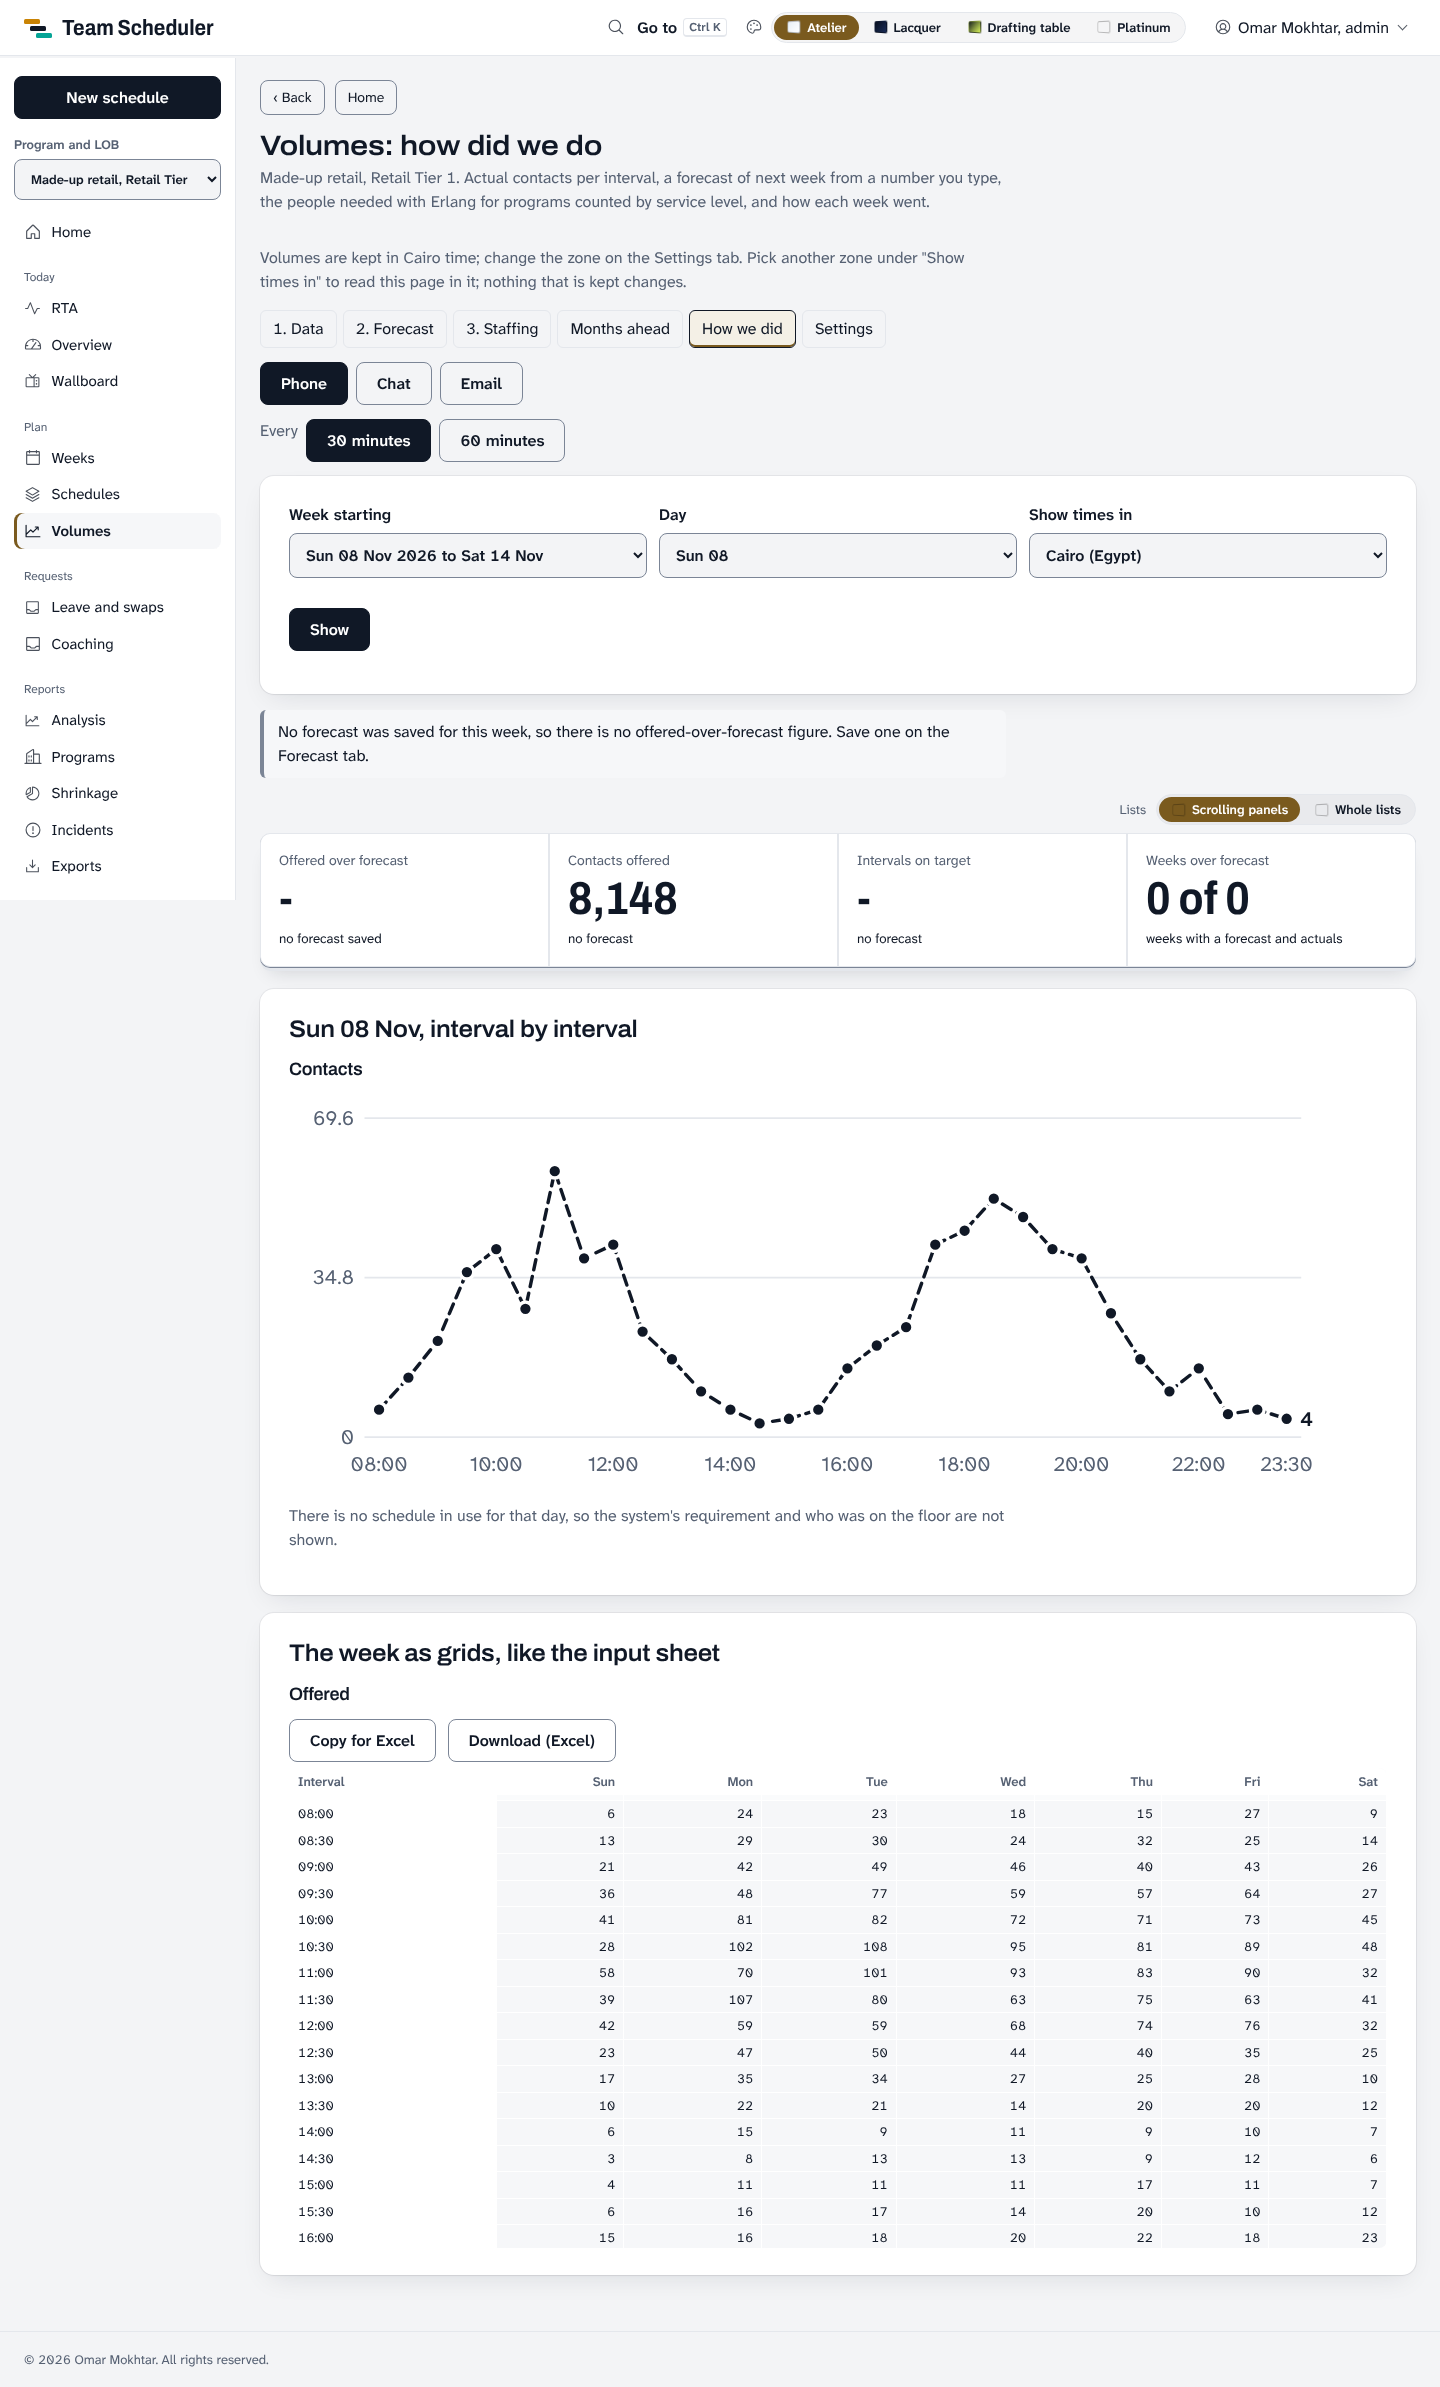 Team Scheduler
Go to Ctrl K
Atelier Lacquer Drafting table Platinum
Omar Mokhtar, admin
New schedule
Program and LOB
Made-up retail, Retail Tier
Home
Today
RTA
Overview
Wallboard
Plan
Weeks
Schedules
Volumes
Requests
Leave and swaps
Coaching
Reports
Analysis
Programs
Shrinkage
Incidents
Exports
‹ Back Home
Volumes: how did we do
Made-up retail, Retail Tier 1. Actual contacts per interval, a forecast of next week from a number you type,
the people needed with Erlang for programs counted by service level, and how each week went.
Volumes are kept in Cairo time; change the zone on the Settings tab. Pick another zone under "Show
times in" to read this page in it; nothing that is kept changes.
1. Data 2. Forecast 3. Staffing Months ahead How we did Settings
Phone Chat Email
Every 30 minutes 60 minutes
Week starting Day Show times in
Sun 08 Nov 2026 to Sat 14 Nov Sun 08 Cairo (Egypt)
Show
No forecast was saved for this week, so there is no offered-over-forecast figure. Save one on the
Forecast tab.
Lists Scrolling panels Whole lists
Offered over forecast Contacts offered Intervals on target Weeks over forecast
- 8,148 - 0 of 0
no forecast saved no forecast no forecast weeks with a forecast and actuals
Sun 08 Nov, interval by interval
Contacts
69.6
34.8
0
4
08:00 10:00 12:00 14:00 16:00 18:00 20:00 22:00 23:30
There is no schedule in use for that day, so the system's requirement and who was on the floor are not
shown.
The week as grids, like the input sheet
Offered
Copy for Excel Download (Excel)
Interval Sun Mon Tue Wed Thu Fri Sat
08:00 6 24 23 18 15 27 9
08:30 13 29 30 24 32 25 14
09:00 21 42 49 46 40 43 26
09:30 36 48 77 59 57 64 27
10:00 41 81 82 72 71 73 45
10:30 28 102 108 95 81 89 48
11:00 58 70 101 93 83 90 32
11:30 39 107 80 63 75 63 41
12:00 42 59 59 68 74 76 32
12:30 23 47 50 44 40 35 25
13:00 17 35 34 27 25 28 10
13:30 10 22 21 14 20 20 12
14:00 6 15 9 11 9 10 7
14:30 3 8 13 13 9 12 6
15:00 4 11 11 11 17 11 7
15:30 6 16 17 14 20 10 12
16:00 15 16 18 20 22 18 23
© 2026 Omar Mokhtar. All rights reserved.